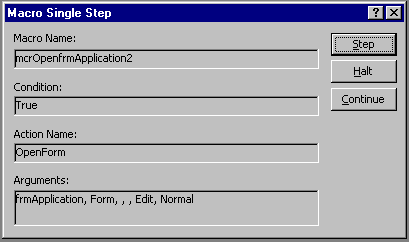 Macro Single Step
Macro Name:
mcrOpenfrmApplication2
Step
Halt
Condition:
True
Continue
Action Name:
OpenForm
Arguments:
frmApplication, Form, , , Edit, Normal